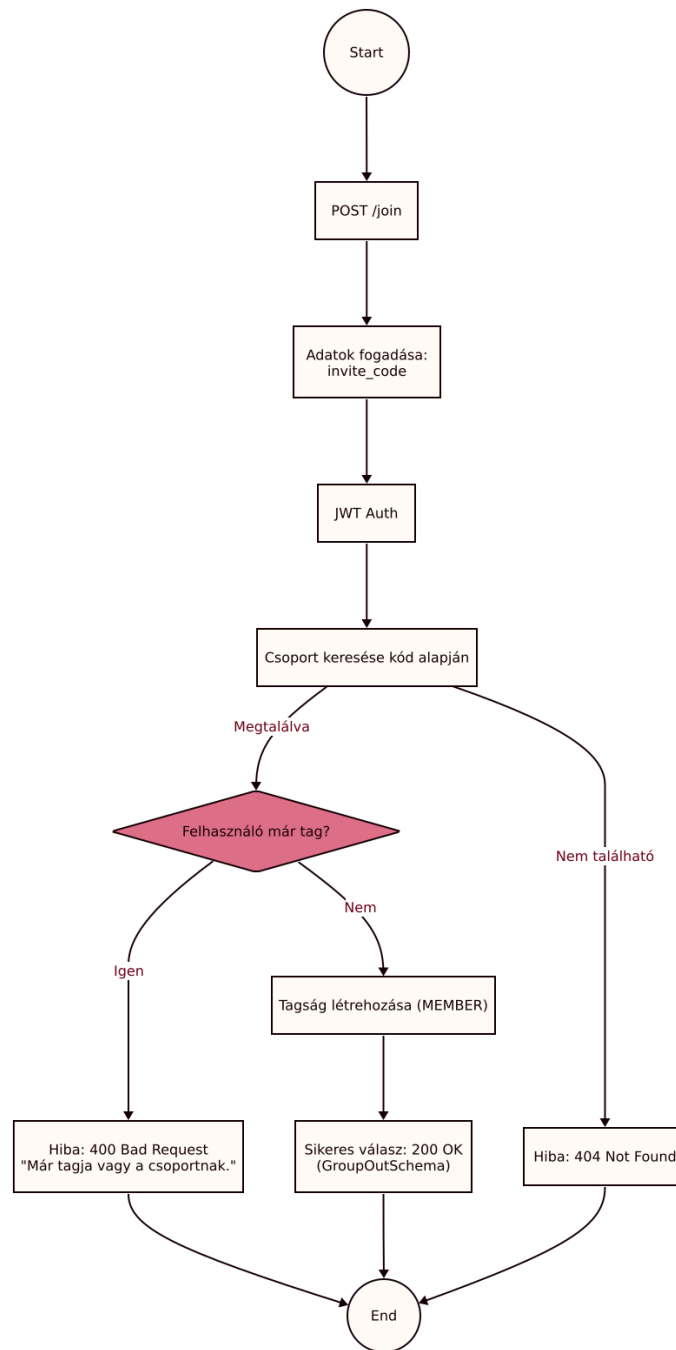 Start
POST /join
Adatok fogadása:
invite_code
JWT Auth
Csoport keresése kód alapján
Megtalálva
Felhasználó már tag?
Nem található
Nem
Igen
Tagság létrehozása (MEMBER)
Hiba: 400 Bad Request
"Már tagja vagy a csoportnak."
Sikeres válasz: 200 OK
(GroupOutSchema)
Hiba: 404 Not Found
End